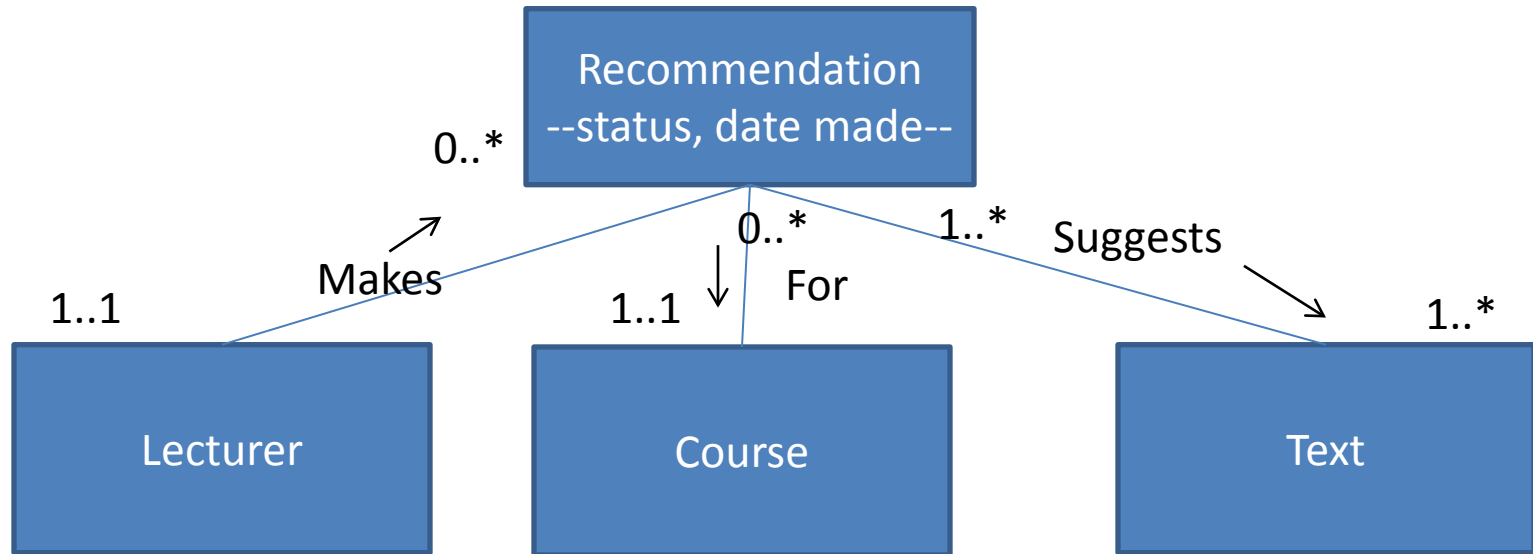 Recommendation
--status, date made--
0..*
0..*
1..*
Suggests
Makes
For
1..1
1..1
1..*
Lecturer
Course
Text